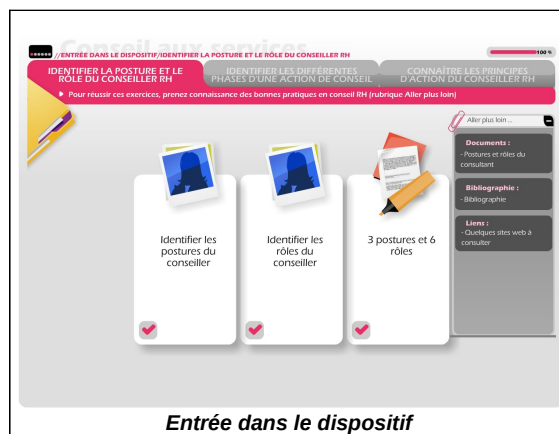 Conseil aux services
//ENTRÉE DANS LE DISPOSITIF/IDENTIFIER LA POSTURE ET LE RÔLE DU CONSEILLER RH
100 %
IDENTIFIER LA POSTURE ET LE
RÔLE DU CONSEILLER RH
IDENTIFIER LES DIFFÉRENTES
PHASES D'UNE ACTION DE CONSEIL
CONNAÎTRE LES PRINCIPES
D'ACTION DU CONSEILLER RH
Pour réussir ces exercices, prenez connaissance des bonnes pratiques en conseil RH (rubrique Aller plus loin)
Identifier les
postures du
conseiller
Identifier les
rôles du
conseiller
3 postures et 6
rôles
Aller plus loin ...
Documents :
- Postures et rôles du
consultant
Bibliographie :
- Bibliographie
Liens :
- Quelques sites web à
consulter
Entrée dans le dispositif